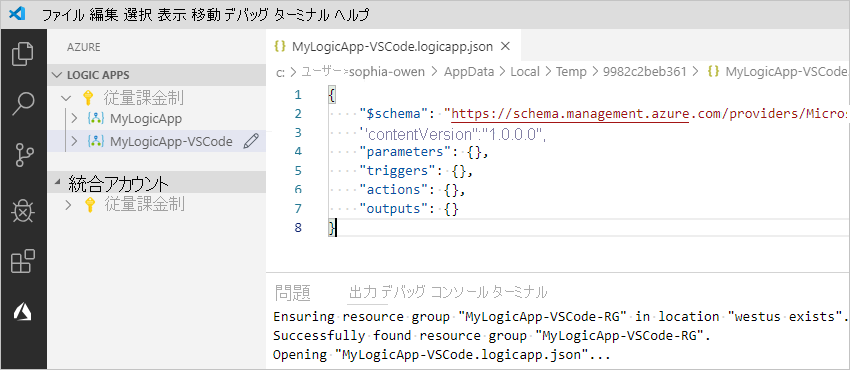 ファイル 編集 選択 表示 移動 デバッグ ターミナル ヘルプ
AZURE
LOGIC APPS
従量課金制
MyLogicApp
MyLogicApp-VSCode
統合アカウント
従量課金制
{} MyLogicApp-VSCode.logicapp.json ×
c: > ユーザー>sophia-owen > AppData > Local > Temp > 9982c2beb361 > {} MyLogicApp-VSCode.
1 {
2 "$schema": "https://schema.management.azure.com/providers/Micros
3 "contentVersion":"1.0.0.0",
4 "parameters": {},
5 "triggers": {},
6 "actions": {},
7 "outputs": {}
8 }
問題 出力 デバッグ コンソール ターミナル
Ensuring resource group "MyLogicApp-VSCode-RG" in location "westus exists".
Successfully found resource group "MyLogicApp-VSCode-RG".
Opening "MyLogicApp-VSCode.logicapp.json"...